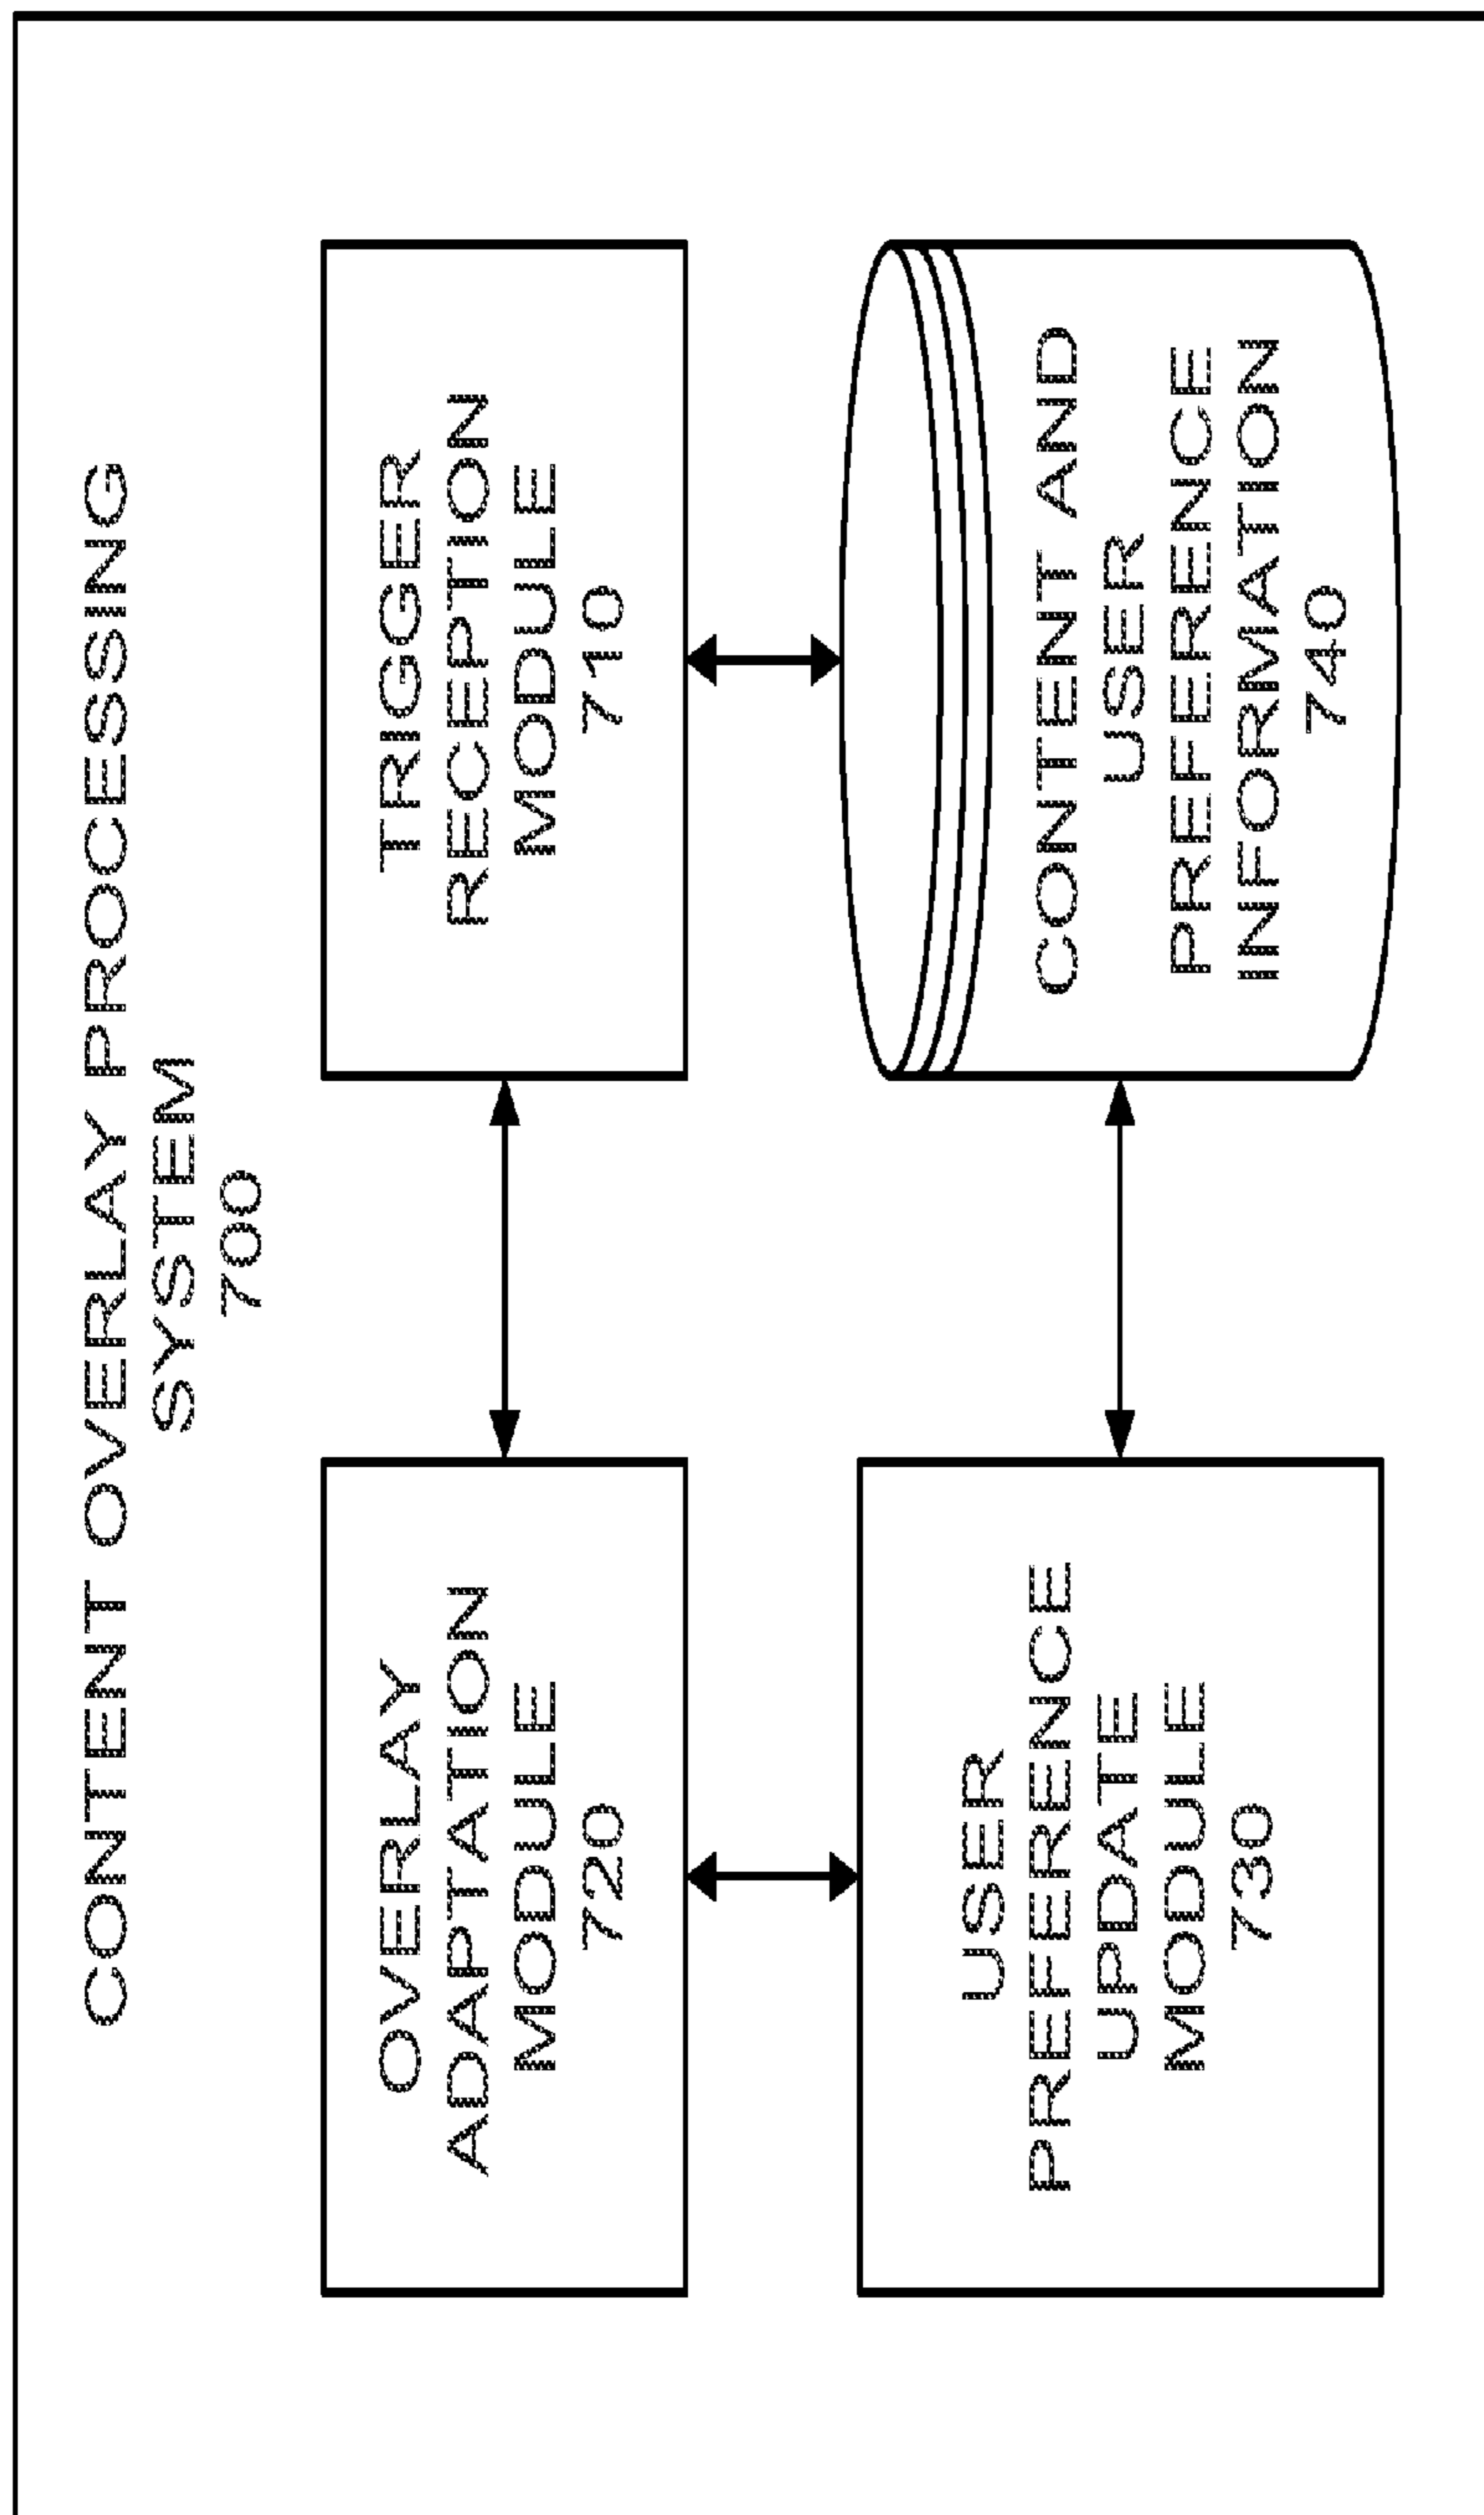 CONTENT OVERLAY PROCESSING
SYSTEM
700
OVERLAY
ADAPTATION
MODULE
720
TRIGGER
RECEPTION
MODULE
710
USER
PREFERENCE
UPDATE
MODULE
730
CONTENT AND
USER
PREFERENCE
INFORMATION
740